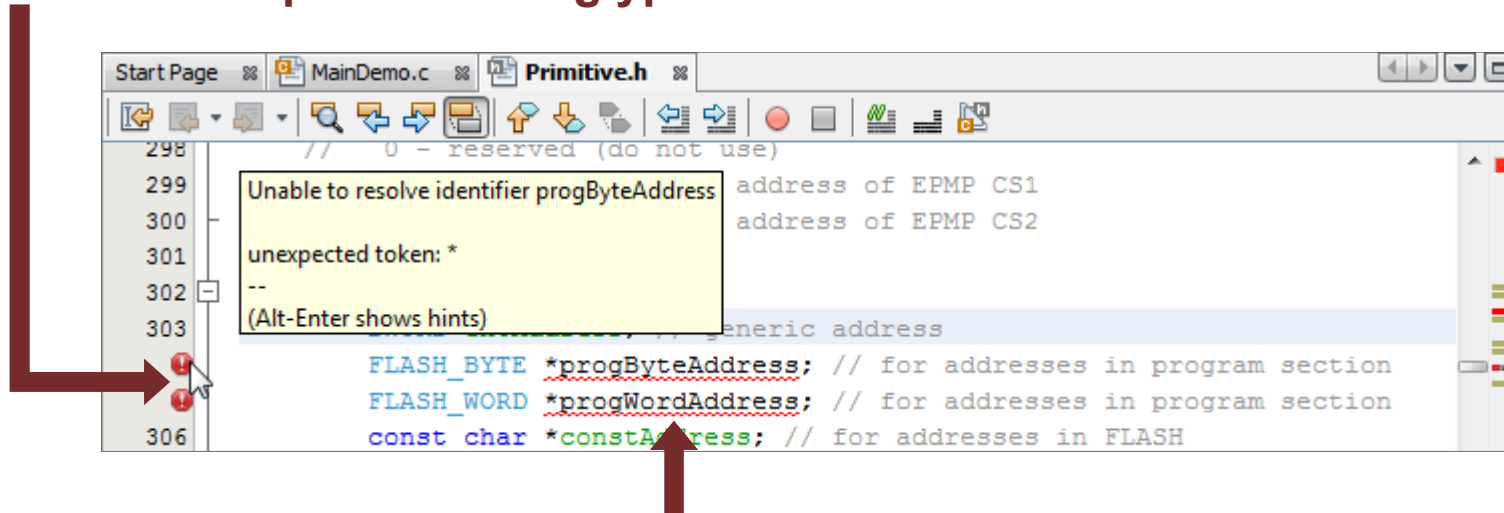 Start Page MainDemo.c Primitive.h
298 // 0 – reserved (do not use)
299 address of EPMP CS1
300 address of EPMP CS2
301
302
303 generic address
Unable to resolve identifier progByteAddress
unexpected token: *
--
(Alt-Enter shows hints)
FLASH_BYTE *progByteAddress; // for addresses in program section
FLASH_WORD *progWordAddress; // for addresses in program section
306 const char *constAddress; // for addresses in FLASH